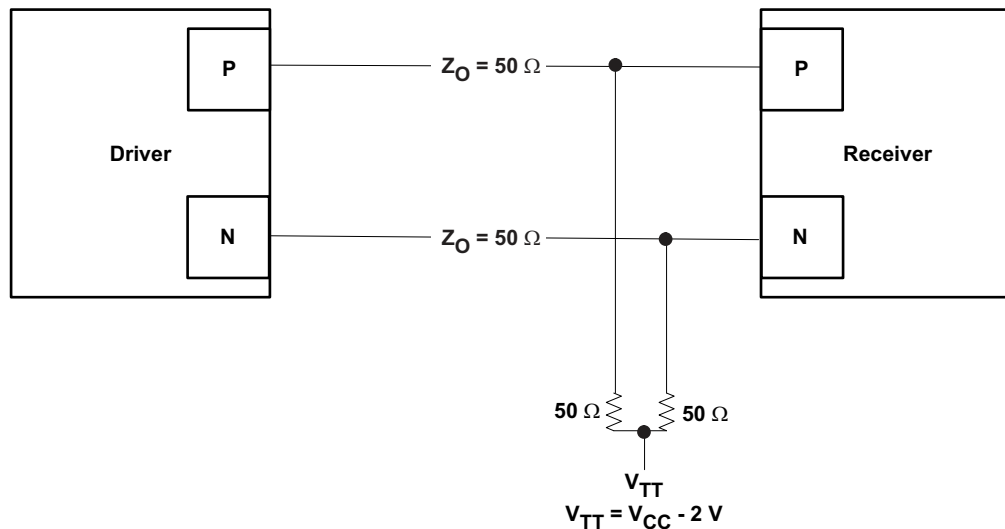 P
Z_O = 50 Ω
P
Driver
Receiver
N
Z_O = 50 Ω
N
50 Ω
50 Ω
V_TT
V_TT = V_CC - 2 V